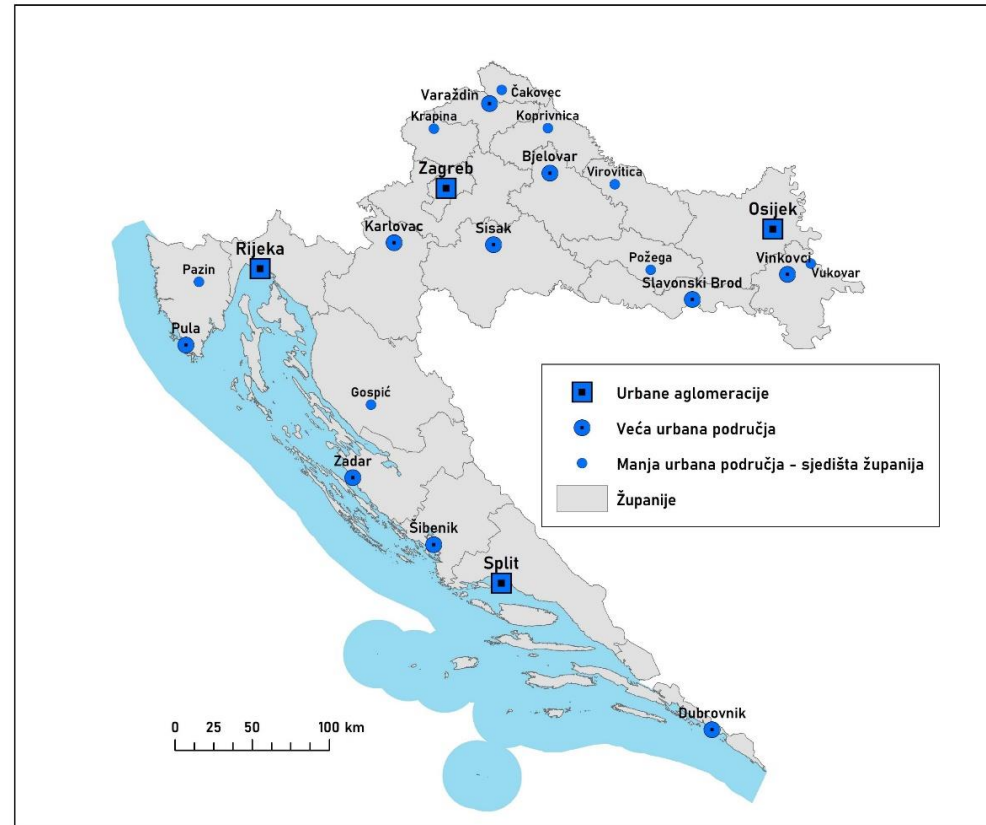 Čakovec
Varaždin
Krapina
Koprivnica
Bjelovar
Zagreb
Virovitica
Osijek
Karlovac
Sisak
Rijeka
Požega
Vinkovci
Pazin
Vukovar
Slavonski Brod
Pula
Gospić
Zadar
Šibenik
Split
Dubrovnik
Urbane aglomeracije
Veća urbana područja
Manja urbana područja - sjedišta županija
Županije
0 25 50 100 km